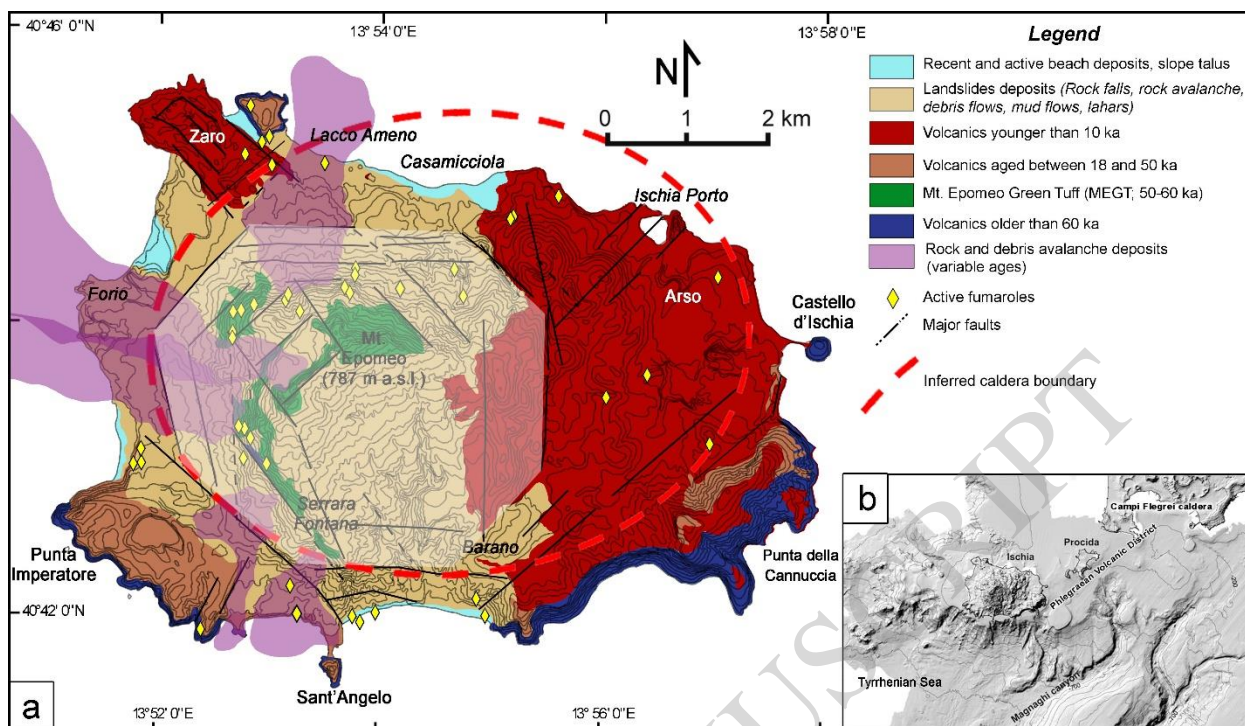 40°46' 0"N
13°54' 0"E
13°58' 0"E
Legend
N
0 1 2 km
Recent and active beach deposits, slope talus
Landslides deposits (Rock falls, rock avalanche,
debris flows, mud flows, lahars)
Volcanics younger than 10 ka
Volcanics aged between 18 and 50 ka
Mt. Epomeo Green Tuff (MEGT; 50-60 ka)
Volcanics older than 60 ka
Rock and debris avalanche deposits
(variable ages)
Active fumaroles
Major faults
Inferred caldera boundary
Zaro
Lacco Ameno
Casamicciola
Ischia Porto
Forio
Arso
Castello
d'Ischia
Mt.
Epomeo
(787 m a.s.l.)
Serrara
Fontana
Barano
Punta
Imperatore
Punta della
Cannuccia
40°42' 0"N
Sant'Angelo
a
13°52' 0"E
13°56' 0"E
b
Campi Flegrei caldera
Procida
Ischia
Phlegraean Volcanic District
-200
Tyrrhenian Sea
Magnaghi canyon
-700
USCRIPT